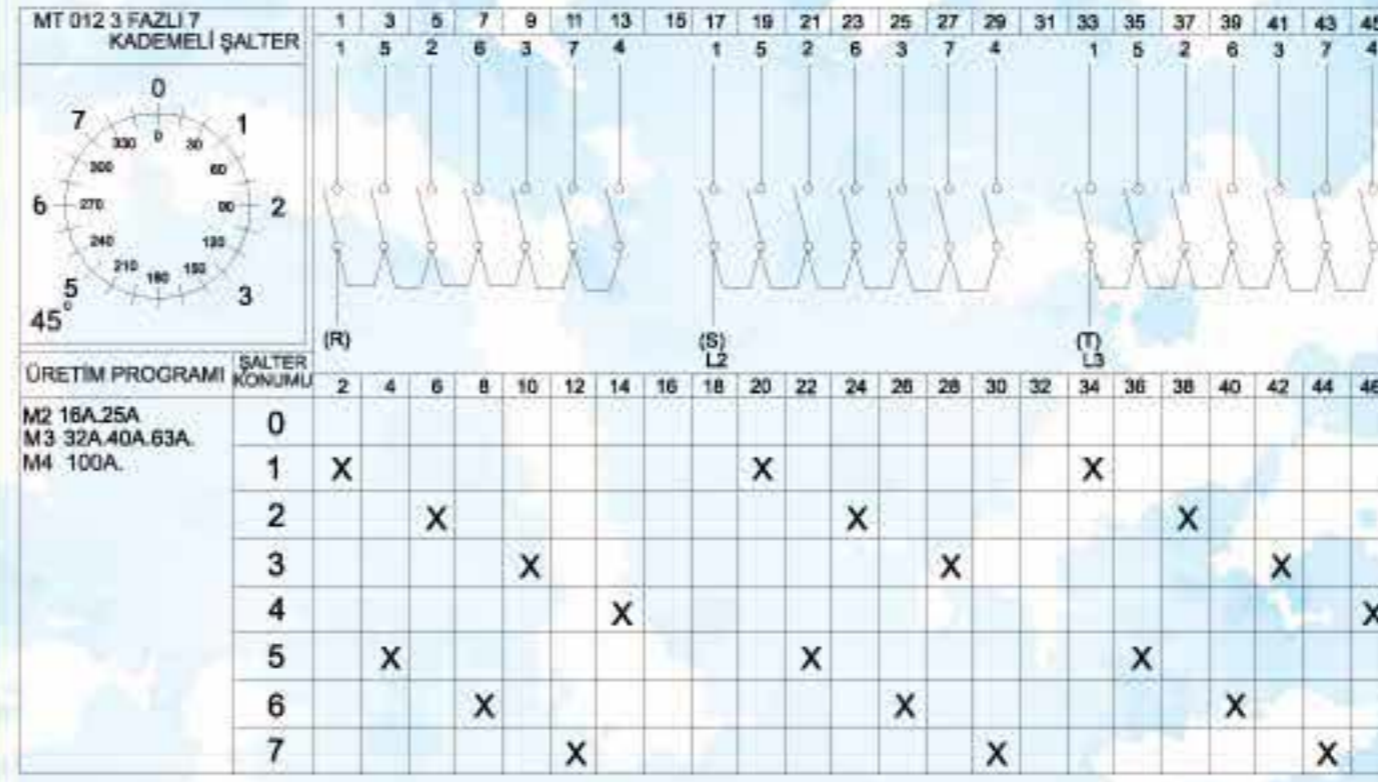 MT 012 3 FAZLI 7
KADEMELİ ŞALTER
1 3 5 7 9 11 13 15 17 19 21 23 25 27 29 31 33 35 37 39 41 43 45
1 5 2 6 3 7 4 1 5 2 6 3 7 4 1 5 2 6 3 7 4
0
7 1
330 0 30
300 60
6 270 90 2
240 120
210 180 150
5 3
45°
(R) (S) (T)
L2 L3
ÜRETİM PROGRAMI
ŞALTER
KONUMU
2 4 6 8 10 12 14 16 18 20 22 24 26 28 30 32 34 36 38 40 42 44 46
M2 16A.25A
M3 32A.40A.63A.
M4 100A.
0
1 X X X
2 X X X
3 X X X
4 X X
5 X X X
6 X X X
7 X X X